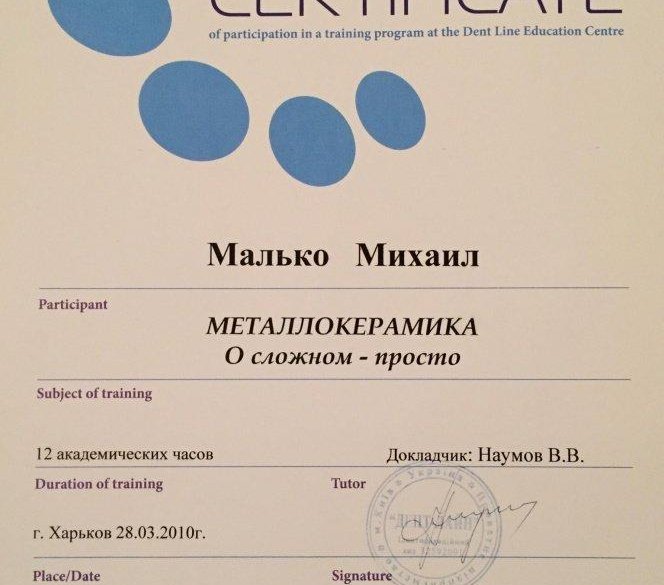 CERTIFICATE
of participation in a training program at the Dent Line Education Centre
Малько Михаил
Participant
МЕТАЛЛОКЕРАМИКА
О сложном - просто
Subject of training
12 академических часов
Докладчик: Наумов В.В.
Duration of training
Tutor
г. Харьков 28.03.2010г.
Place/Date
Signature